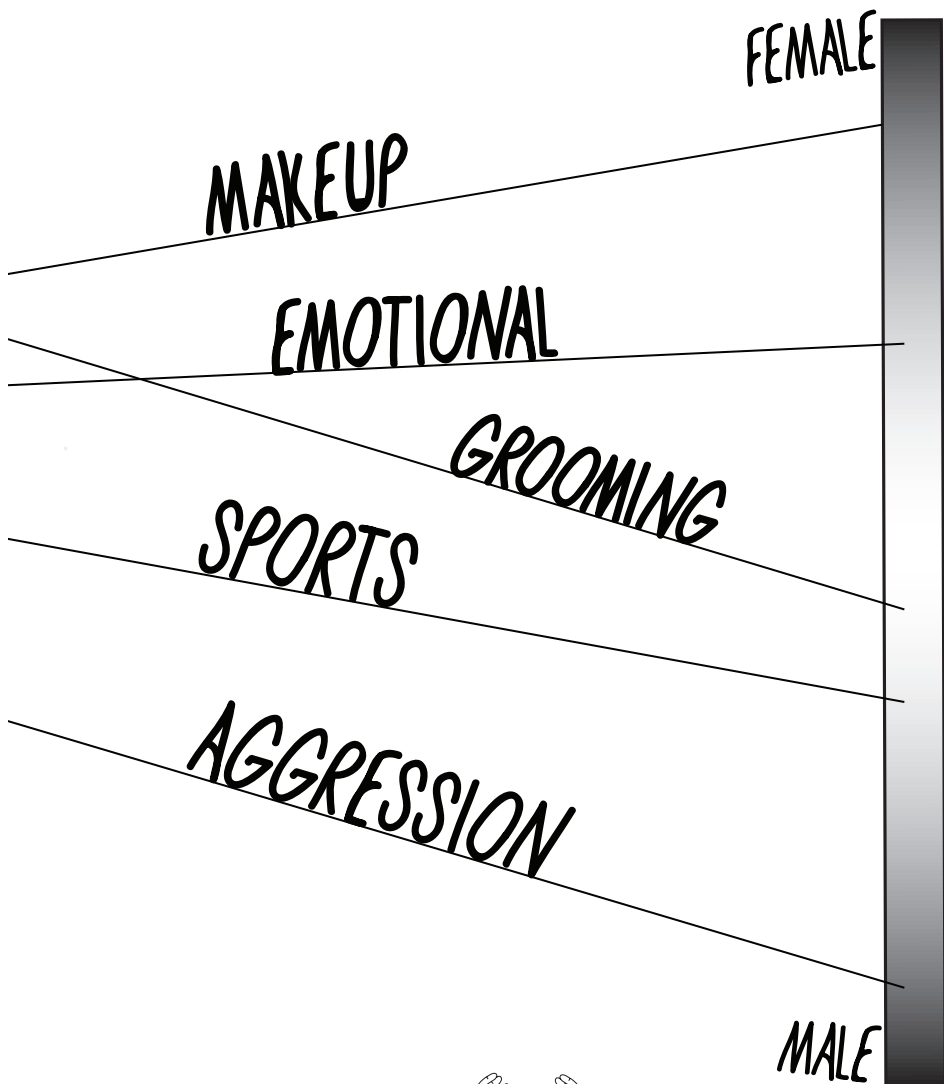 FEMALE
MAKEUP
EMOTIONAL
GROOMING
SPORTS
AGGRESSION
MALE